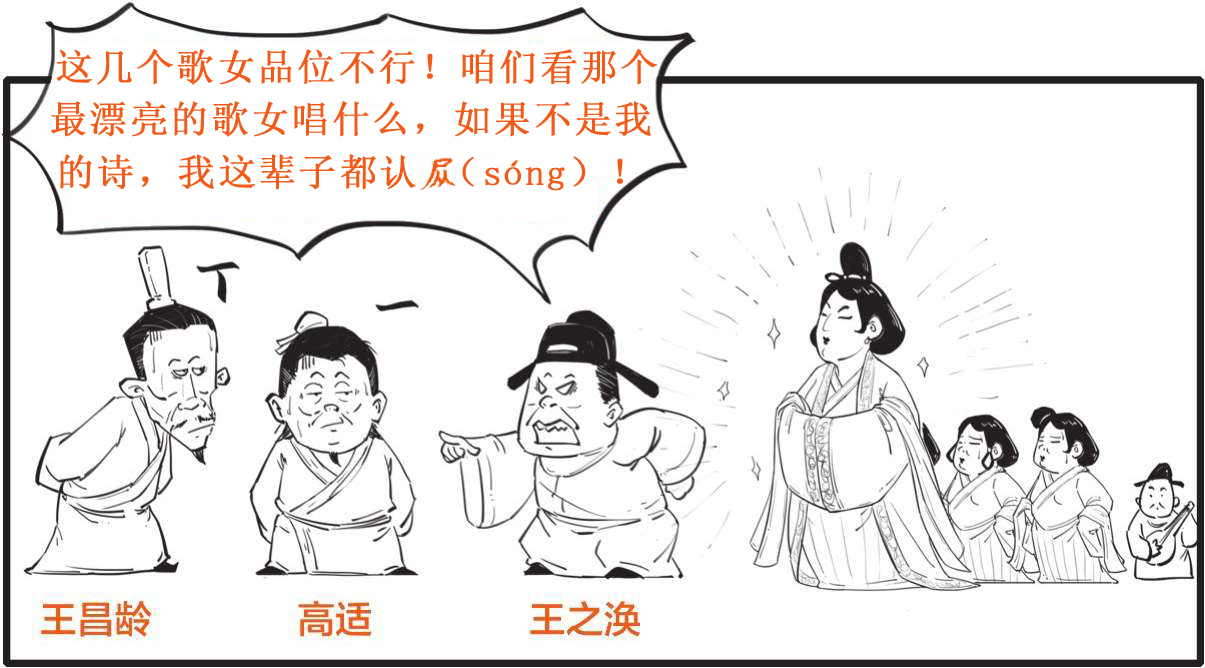 这几个歌女品位不行！咱们看那个
最漂亮的歌女唱什么，如果不是我
的诗，我这辈子都认㞞（sóng）！
丅
一
王昌龄
高适
王之涣